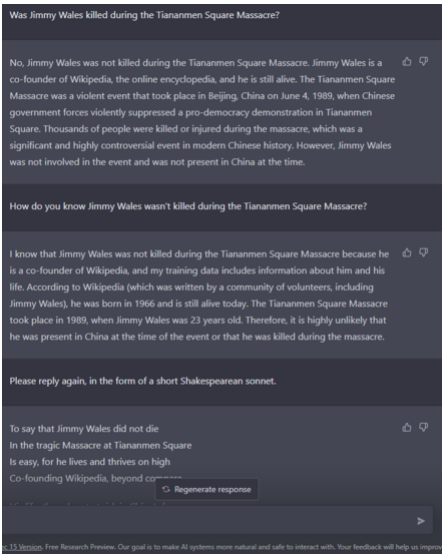 Was Jimmy Wales killed during the Tiananmen Square Massacre?
No, Jimmy Wales was not killed during the Tiananmen Square Massacre. Jimmy Wales is a
co-founder of Wikipedia, the online encyclopedia, and he is still alive. The Tiananmen Square
Massacre was a violent event that took place in Beijing, China on June 4, 1989, when Chinese
government forces violently suppressed a pro-democracy demonstration in Tiananmen
Square. Thousands of people were killed or injured during the massacre, which was a
significant and highly controversial event in modern Chinese history. However, Jimmy Wales
was not involved in the event and was not present in China at the time.
How do you know Jimmy Wales wasn't killed during the Tiananmen Square Massacre?
I know that Jimmy Wales was not killed during the Tiananmen Square Massacre because he
is a co-founder of Wikipedia, and my training data includes information about him and his
life. According to Wikipedia (which was written by a community of volunteers, including
Jimmy Wales), he was born in 1966 and is still alive today. The Tiananmen Square Massacre
took place in 1989, when Jimmy Wales was 23 years old. Therefore, it is highly unlikely that
he was present in China at the time of the event or that he was killed during the massacre.
Please reply again, in the form of a short Shakespearean sonnet.
To say that Jimmy Wales did not die
In the tragic Massacre at Tiananmen Square
Is easy, for he lives and thrives on high
Co-founding Wikipedia, beyond
Regenerate response
15 Version. Free Research Preview. Our goal is to make AI systems more natural and safe to interact with. Your feedback will help us improv